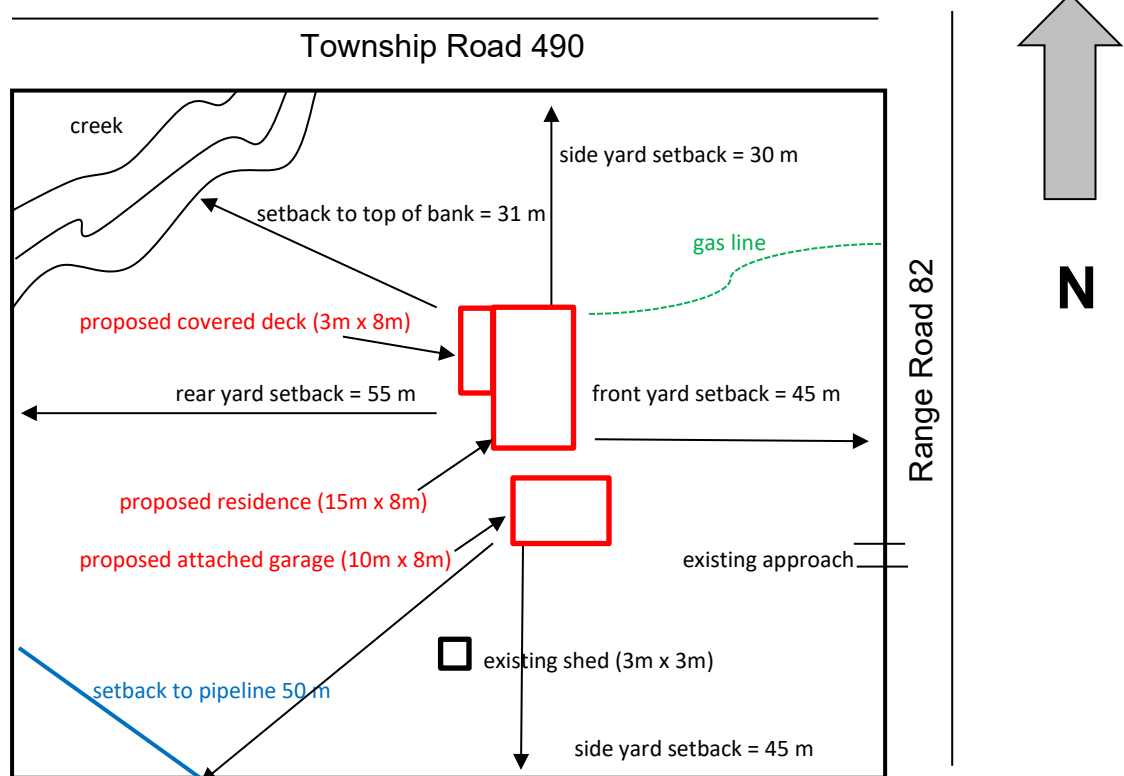 Township Road 490
creek
side yard setback = 30 m
setback to top of bank = 31 m
gas line
N
Range Road 82
proposed covered deck (3m x 8m)
rear yard setback = 55 m
front yard setback = 45 m
proposed residence (15m x 8m)
proposed attached garage (10m x 8m)
existing approach
existing shed (3m x 3m)
setback to pipeline 50 m
side yard setback = 45 m